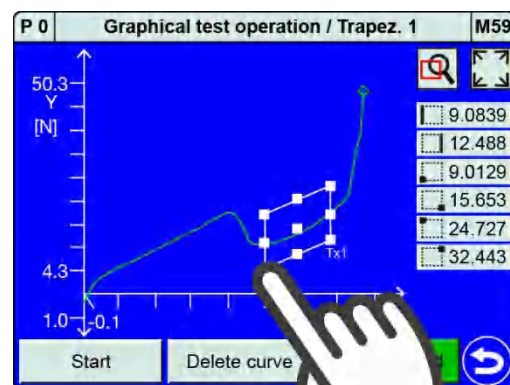 P 0 Graphical test operation / Trapez. 1 M59
50.3
Y
[N]
9.0839
12.488
9.0129
15.653
24.727
32.443
Tx1
4.3
1.0
-0.1
Start Delete curve